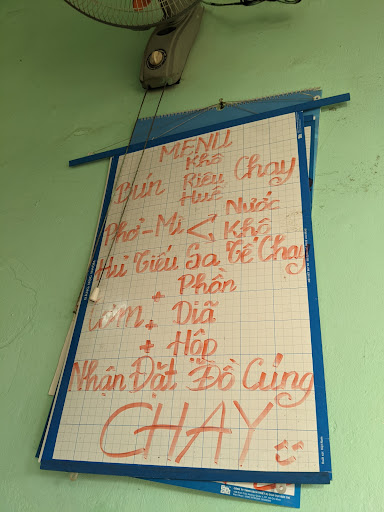 MENU
Khô
Bún Riêu Chay
Huế
Nước
Phở-Mì < Khô
Hủ Tiếu Sa Tế Chay
+ Phần
Cơm + Diã
+ Hộp
Nhận Đặt Đồ Cúng
CHAY